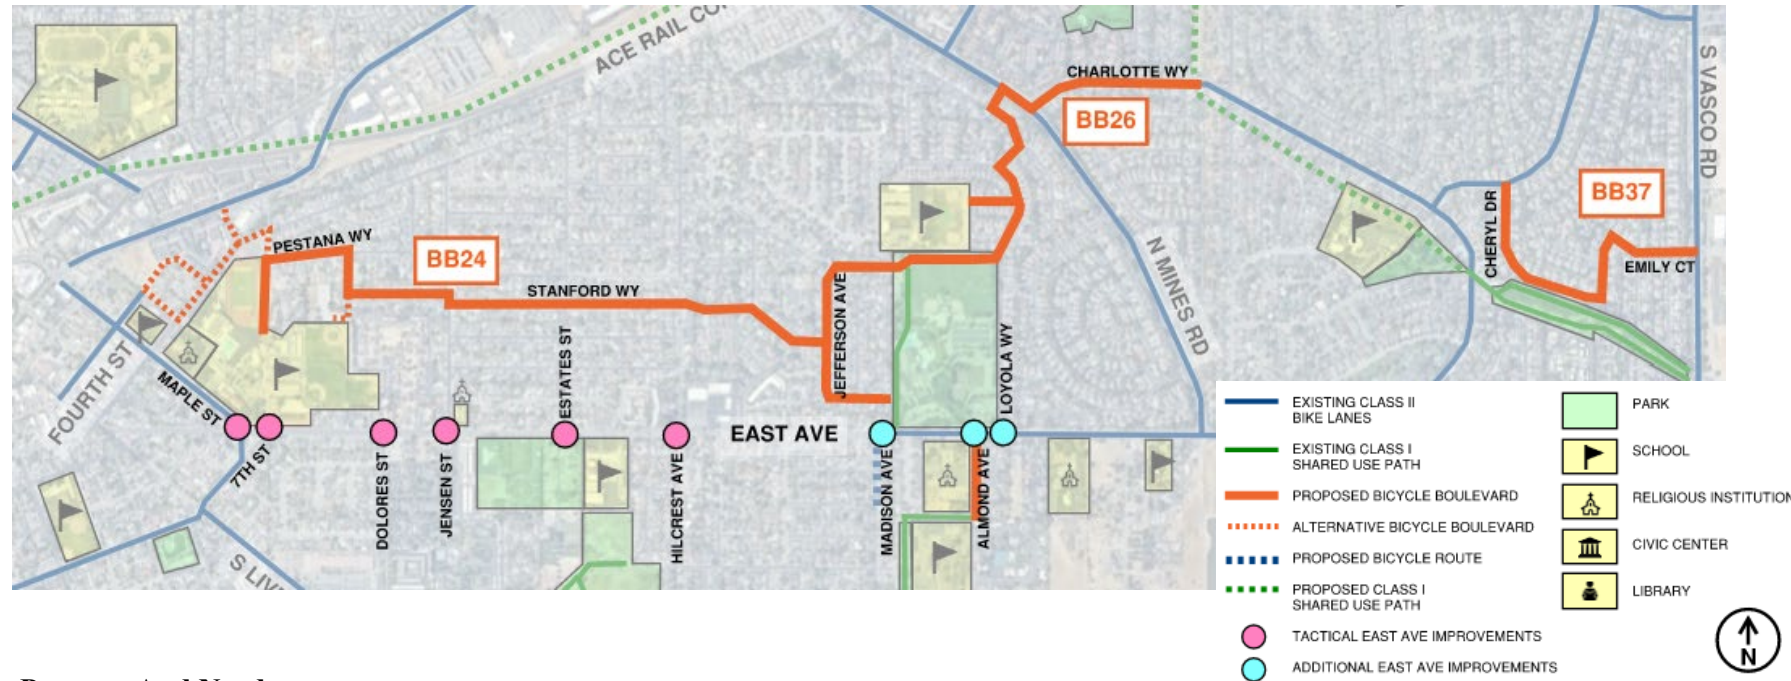 ACE RAIL CO
CHARLOTTE WY
BB26
S VASCO RD
BB37
CHERYL DR
EMILY CT
PESTANA WY
BB24
STANFORD WY
JEFFERSON AVE
N MINES RD
LOYOLA WY
FOURTH ST
MAPLE ST
7TH ST
ESTATES ST
EAST AVE
DOLORES ST
JENSEN ST
HILCREST AVE
MADISON AVE
ALMOND AVE
S LIV
EXISTING CLASS II
BIKE LANES
EXISTING CLASS I
SHARED USE PATH
PROPOSED BICYCLE BOULEVARD
ALTERNATIVE BICYCLE BOULEVARD
PROPOSED BICYCLE ROUTE
PROPOSED CLASS I
SHARED USE PATH
TACTICAL EAST AVE IMPROVEMENTS
ADDITIONAL EAST AVE IMPROVEMENTS
PARK
SCHOOL
RELIGIOUS INSTITUTION
CIVIC CENTER
LIBRARY
N